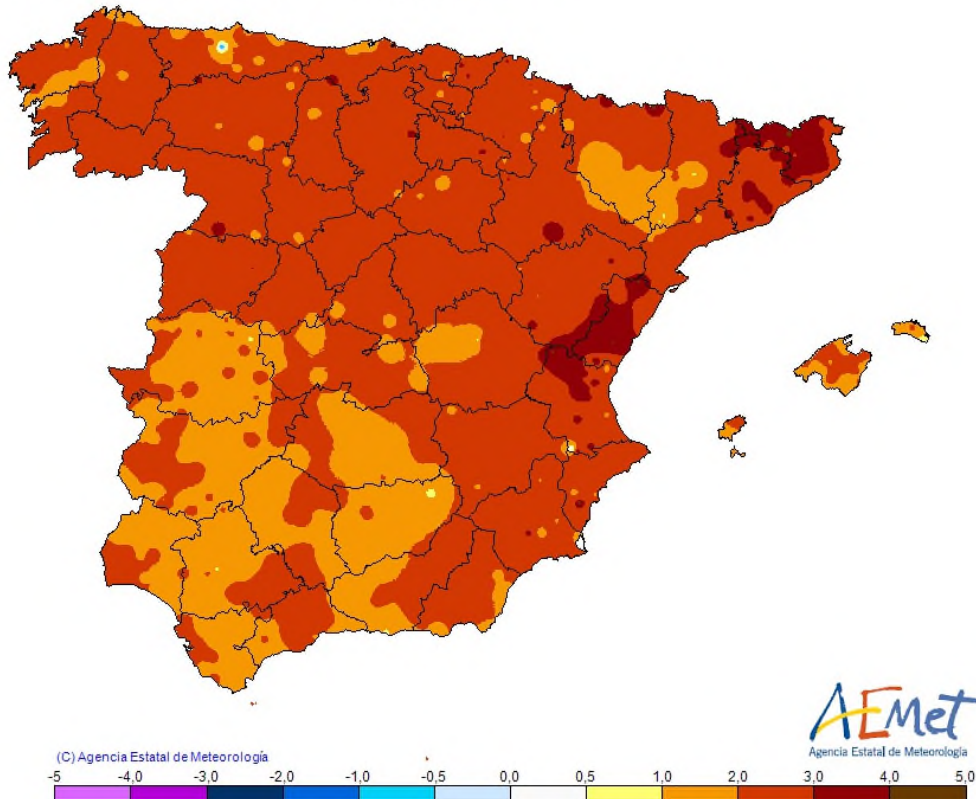 AEMet
Agencia Estatal de Meteorología
(C) Agencia Estatal de Meteorología
-5 -4,0 -3,0 -2,0 -1,0 -0,5 0,0 0,5 1,0 2,0 3,0 4,0 5,0